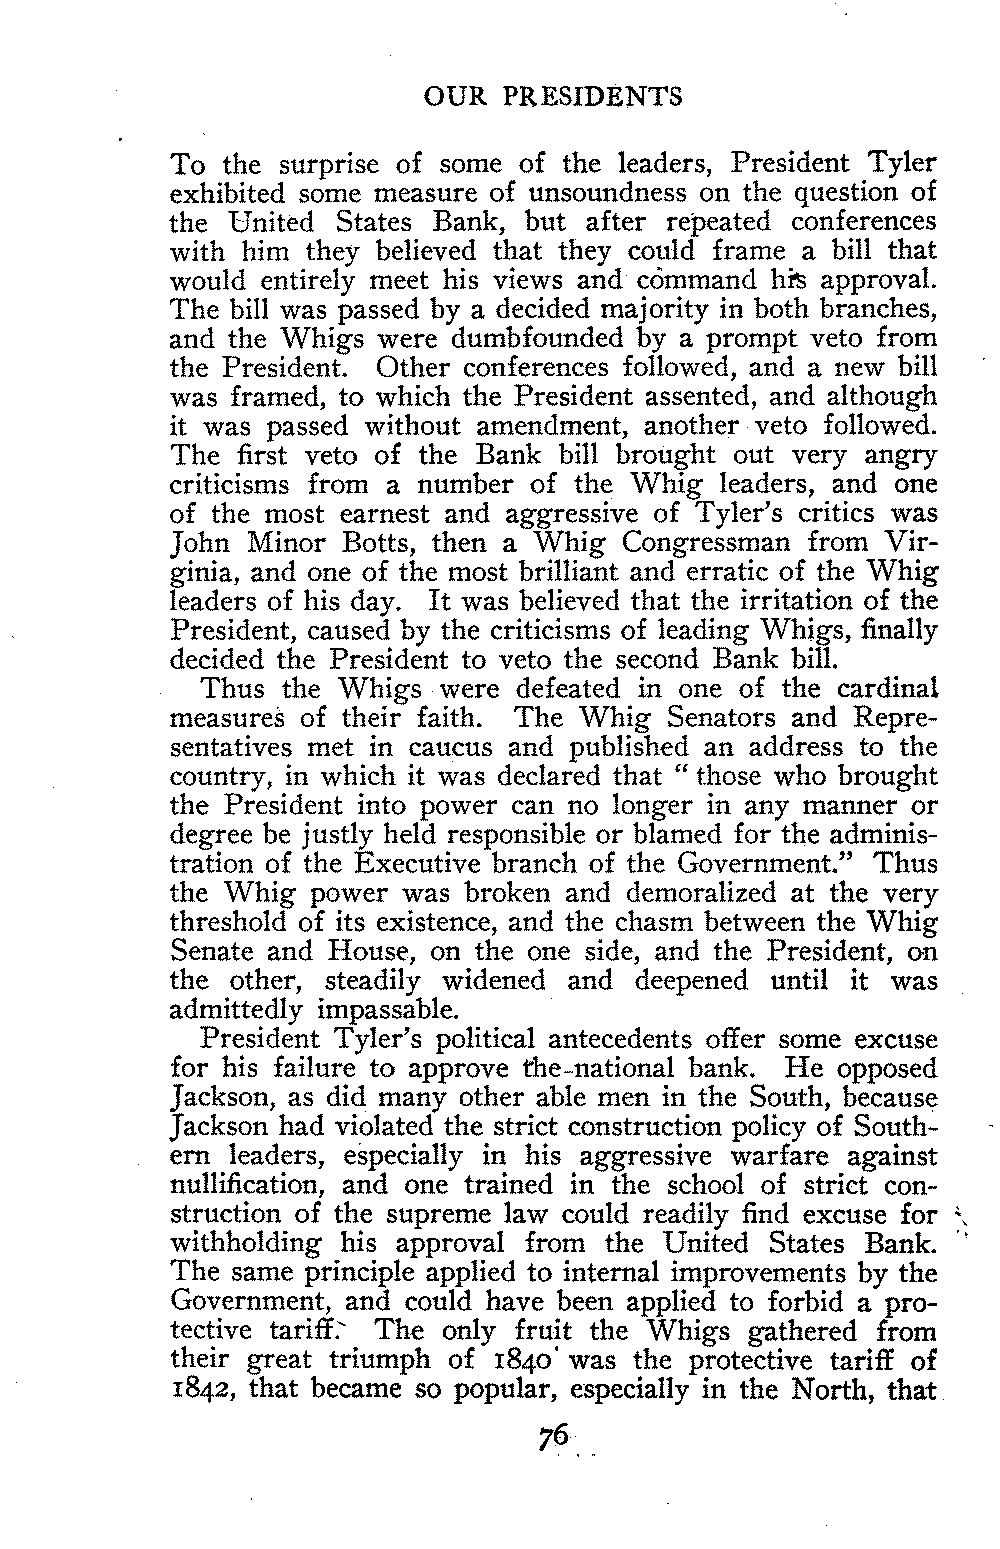 OUR PRESIDENTS
To the surprise of some of the leaders, President Tyler
exhibited some measure of unsoundness on the question of
the United States Bank, but after repeated conferences
with him they believed that they could frame a bill that
would entirely meet his views and command his approval.
The bill was passed by a decided majority in both branches,
and the Whigs were dumbfounded by a prompt veto from
the President. Other conferences followed, and a new bill
was framed, to which the President assented, and although
it was passed without amendment, another veto followed.
The first veto of the Bank bill brought out very angry
criticisms from a number of the Whig leaders, and one
of the most earnest and aggressive of Tyler's critics was
John Minor Botts, then a Whig Congressman from Vir-
ginia, and one of the most brilliant and erratic of the Whig
leaders of his day. It was believed that the irritation of the
President, caused by the criticisms of leading Whigs, finally
decided the President to veto the second Bank bill.
Thus the Whigs were defeated in one of the cardinal
measures of their faith. The Whig Senators and Repre-
sentatives met in caucus and published an address to the
country, in which it was declared that " those who brought
the President into power can no longer in any manner or
degree be justly held responsible or blamed for the adminis-
tration of the Executive branch of the Government." Thus
the Whig power was broken and demoralized at the very
threshold of its existence, and the chasm between the Whig
Senate and House, on the one side, and the President, on
the other, steadily widened and deepened until it was
admittedly impassable.
President Tyler's political antecedents offer some excuse
for his failure to approve the national bank. He opposed
Jackson, as did many other able men in the South, because
Jackson had violated the strict construction policy of South-
ern leaders, especially in his aggressive warfare against
nullification, and one trained in the school of strict con-
struction of the supreme law could readily find excuse for
withholding his approval from the United States Bank.
The same principle applied to internal improvements by the
Government, and could have been applied to forbid a pro-
tective tariff. The only fruit the Whigs gathered from
their great triumph of 1840 was the protective tariff of
1842, that became so popular, especially in the North, that
76